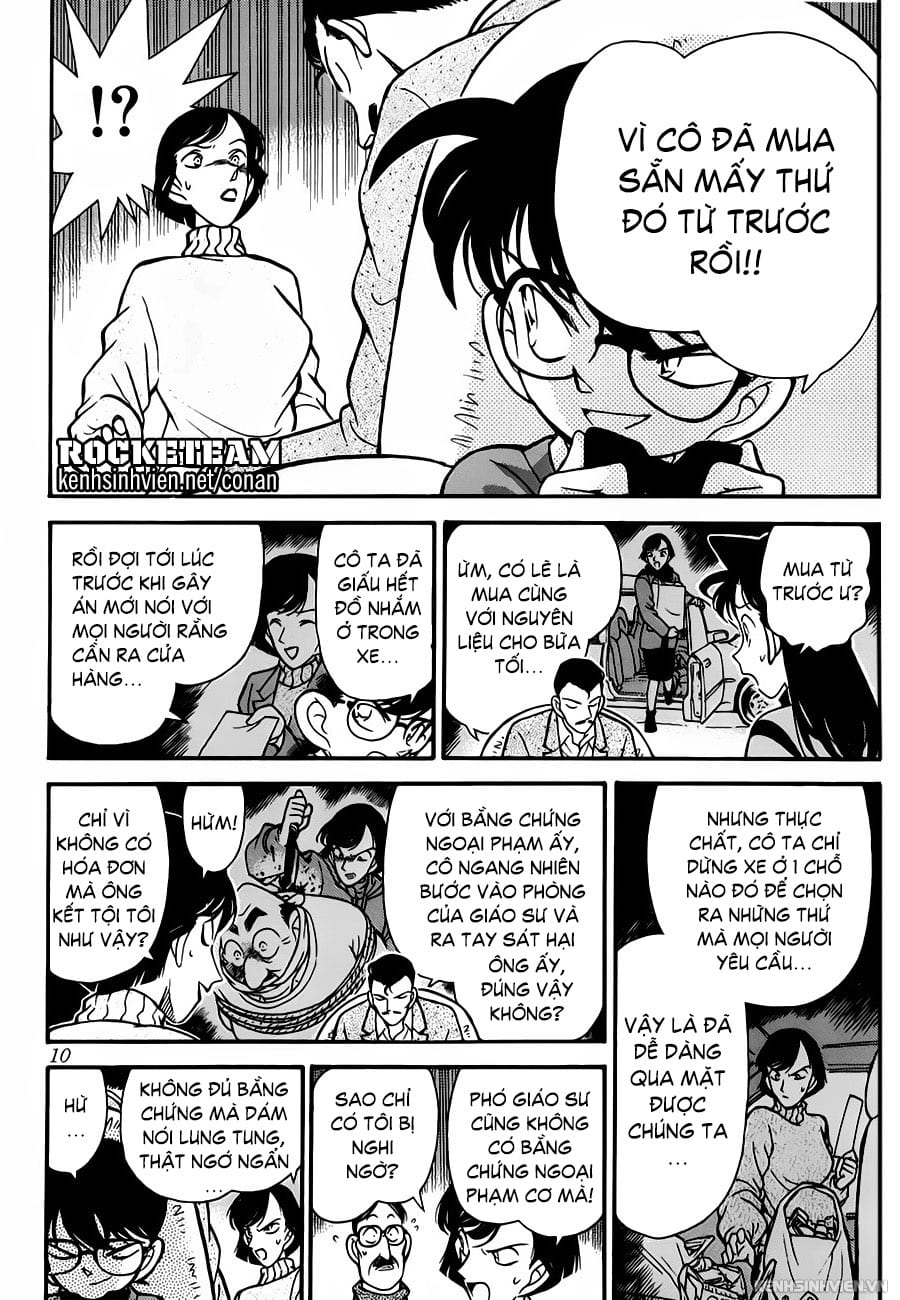 VÌ CÔ ĐÃ MUA
SẴN MẤY THỨ
ĐÓ TỪ TRƯỚC
RỒI!!
!?
ROCKETEAM
kenhsinhvien.net/conan
MUA TỪ
TRƯỚC Ư?
ỪM, CÓ LẼ LÀ
MUA CÙNG
VỚI NGUYÊN
LIỆU CHO BỮA
TỐI...
CÔ TA ĐÃ
GIẤU HẾT
ĐỒ NHẮM
Ở TRONG
XE...
RỒI ĐỢI TỚI LÚC
TRƯỚC KHI GÂY
ÁN MỚI NÓI VỚI
MỌI NGƯỜI RẰNG
CẦN RA CỬA
HÀNG...
NHƯNG THỰC
CHẤT, CÔ TA CHỈ
DỪNG XE Ở 1 CHỖ
NÀO ĐÓ ĐỂ CHỌN
RA NHỮNG THỨ
MÀ MỌI NGƯỜI
YÊU CẦU...
VẬY LÀ ĐÃ
DỄ DÀNG
QUA MẶT
ĐƯỢC
CHÚNG TA
...
VỚI BẰNG CHỨNG
NGOẠI PHẠM ẤY,
CÔ NGANG NHIÊN
BƯỚC VÀO PHÒNG
CỦA GIÁO SƯ VÀ
RA TAY SÁT HẠI
ÔNG ẤY,
ĐÚNG VẬY
KHÔNG?
HỪM!
CHỈ VÌ
KHÔNG CÓ
HÓA ĐƠN
MÀ ÔNG
KẾT TỘI TÔI
NHƯ VẬY?
10
PHÓ GIÁO SƯ
CŨNG KHÔNG
CÓ BẰNG
CHỨNG NGOẠI
PHẠM CƠ MÀ!
SAO CHỈ
CÓ TÔI BỊ
NGHI
NGỜ?
KHÔNG ĐỦ BẰNG
CHỨNG MÀ DÁM
NÓI LUNG TUNG,
THẬT NGỚ NGẨN
...
HỪ
...
KENHSINHVIEN.VN